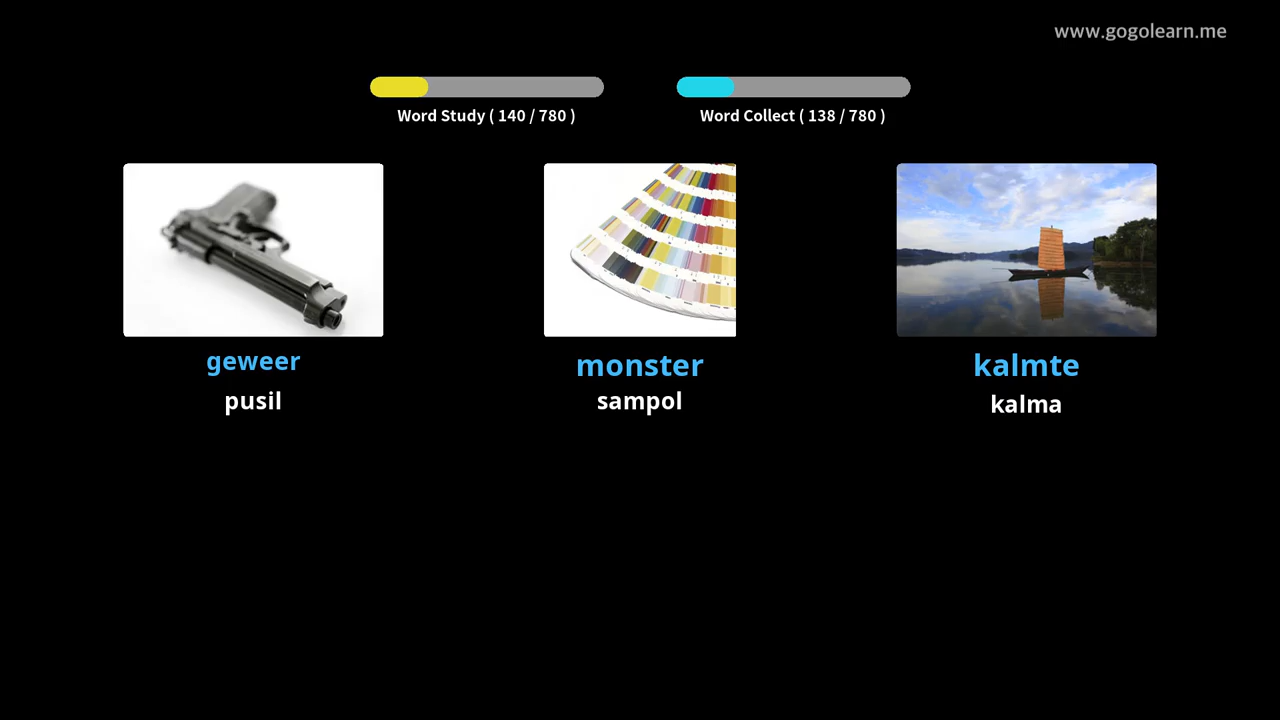 www.gogolearn.me
Word Study ( 140 / 780 )
Word Collect ( 138 / 780 )
geweer
pusil
monster
sampol
kalmte
kalma